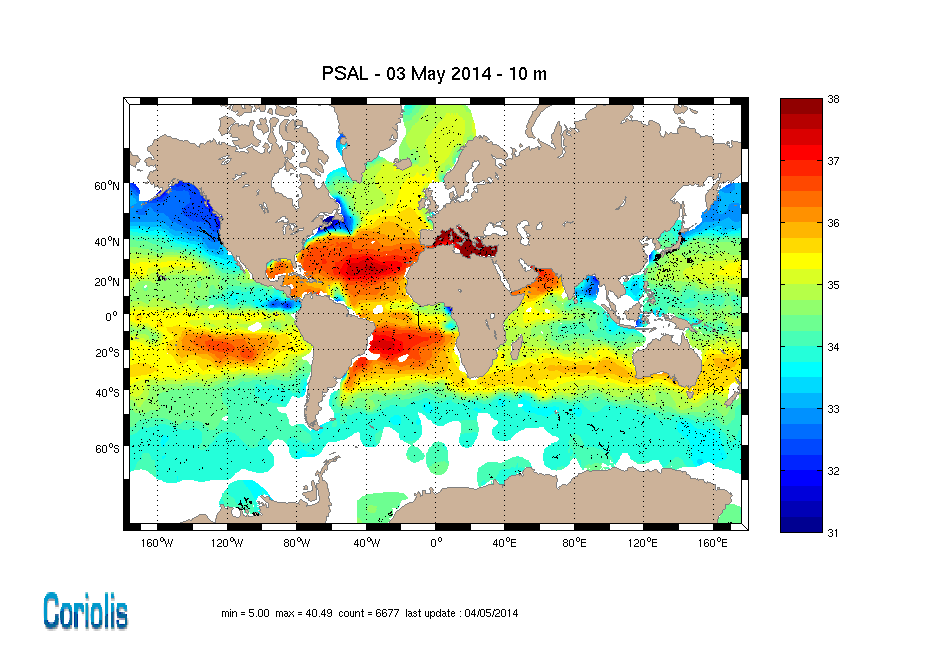 PSAL - 03 May 2014 - 10 m
38
37
36
35
34
33
32
31
60°N
40°N
20°N
0°
20°S
40°S
60°S
160°W 120°W 80°W 40°W 0° 40°E 80°E 120°E 160°E
Coriolis
min = 5.00 max = 40.49 count = 6677 last update : 04/05/2014